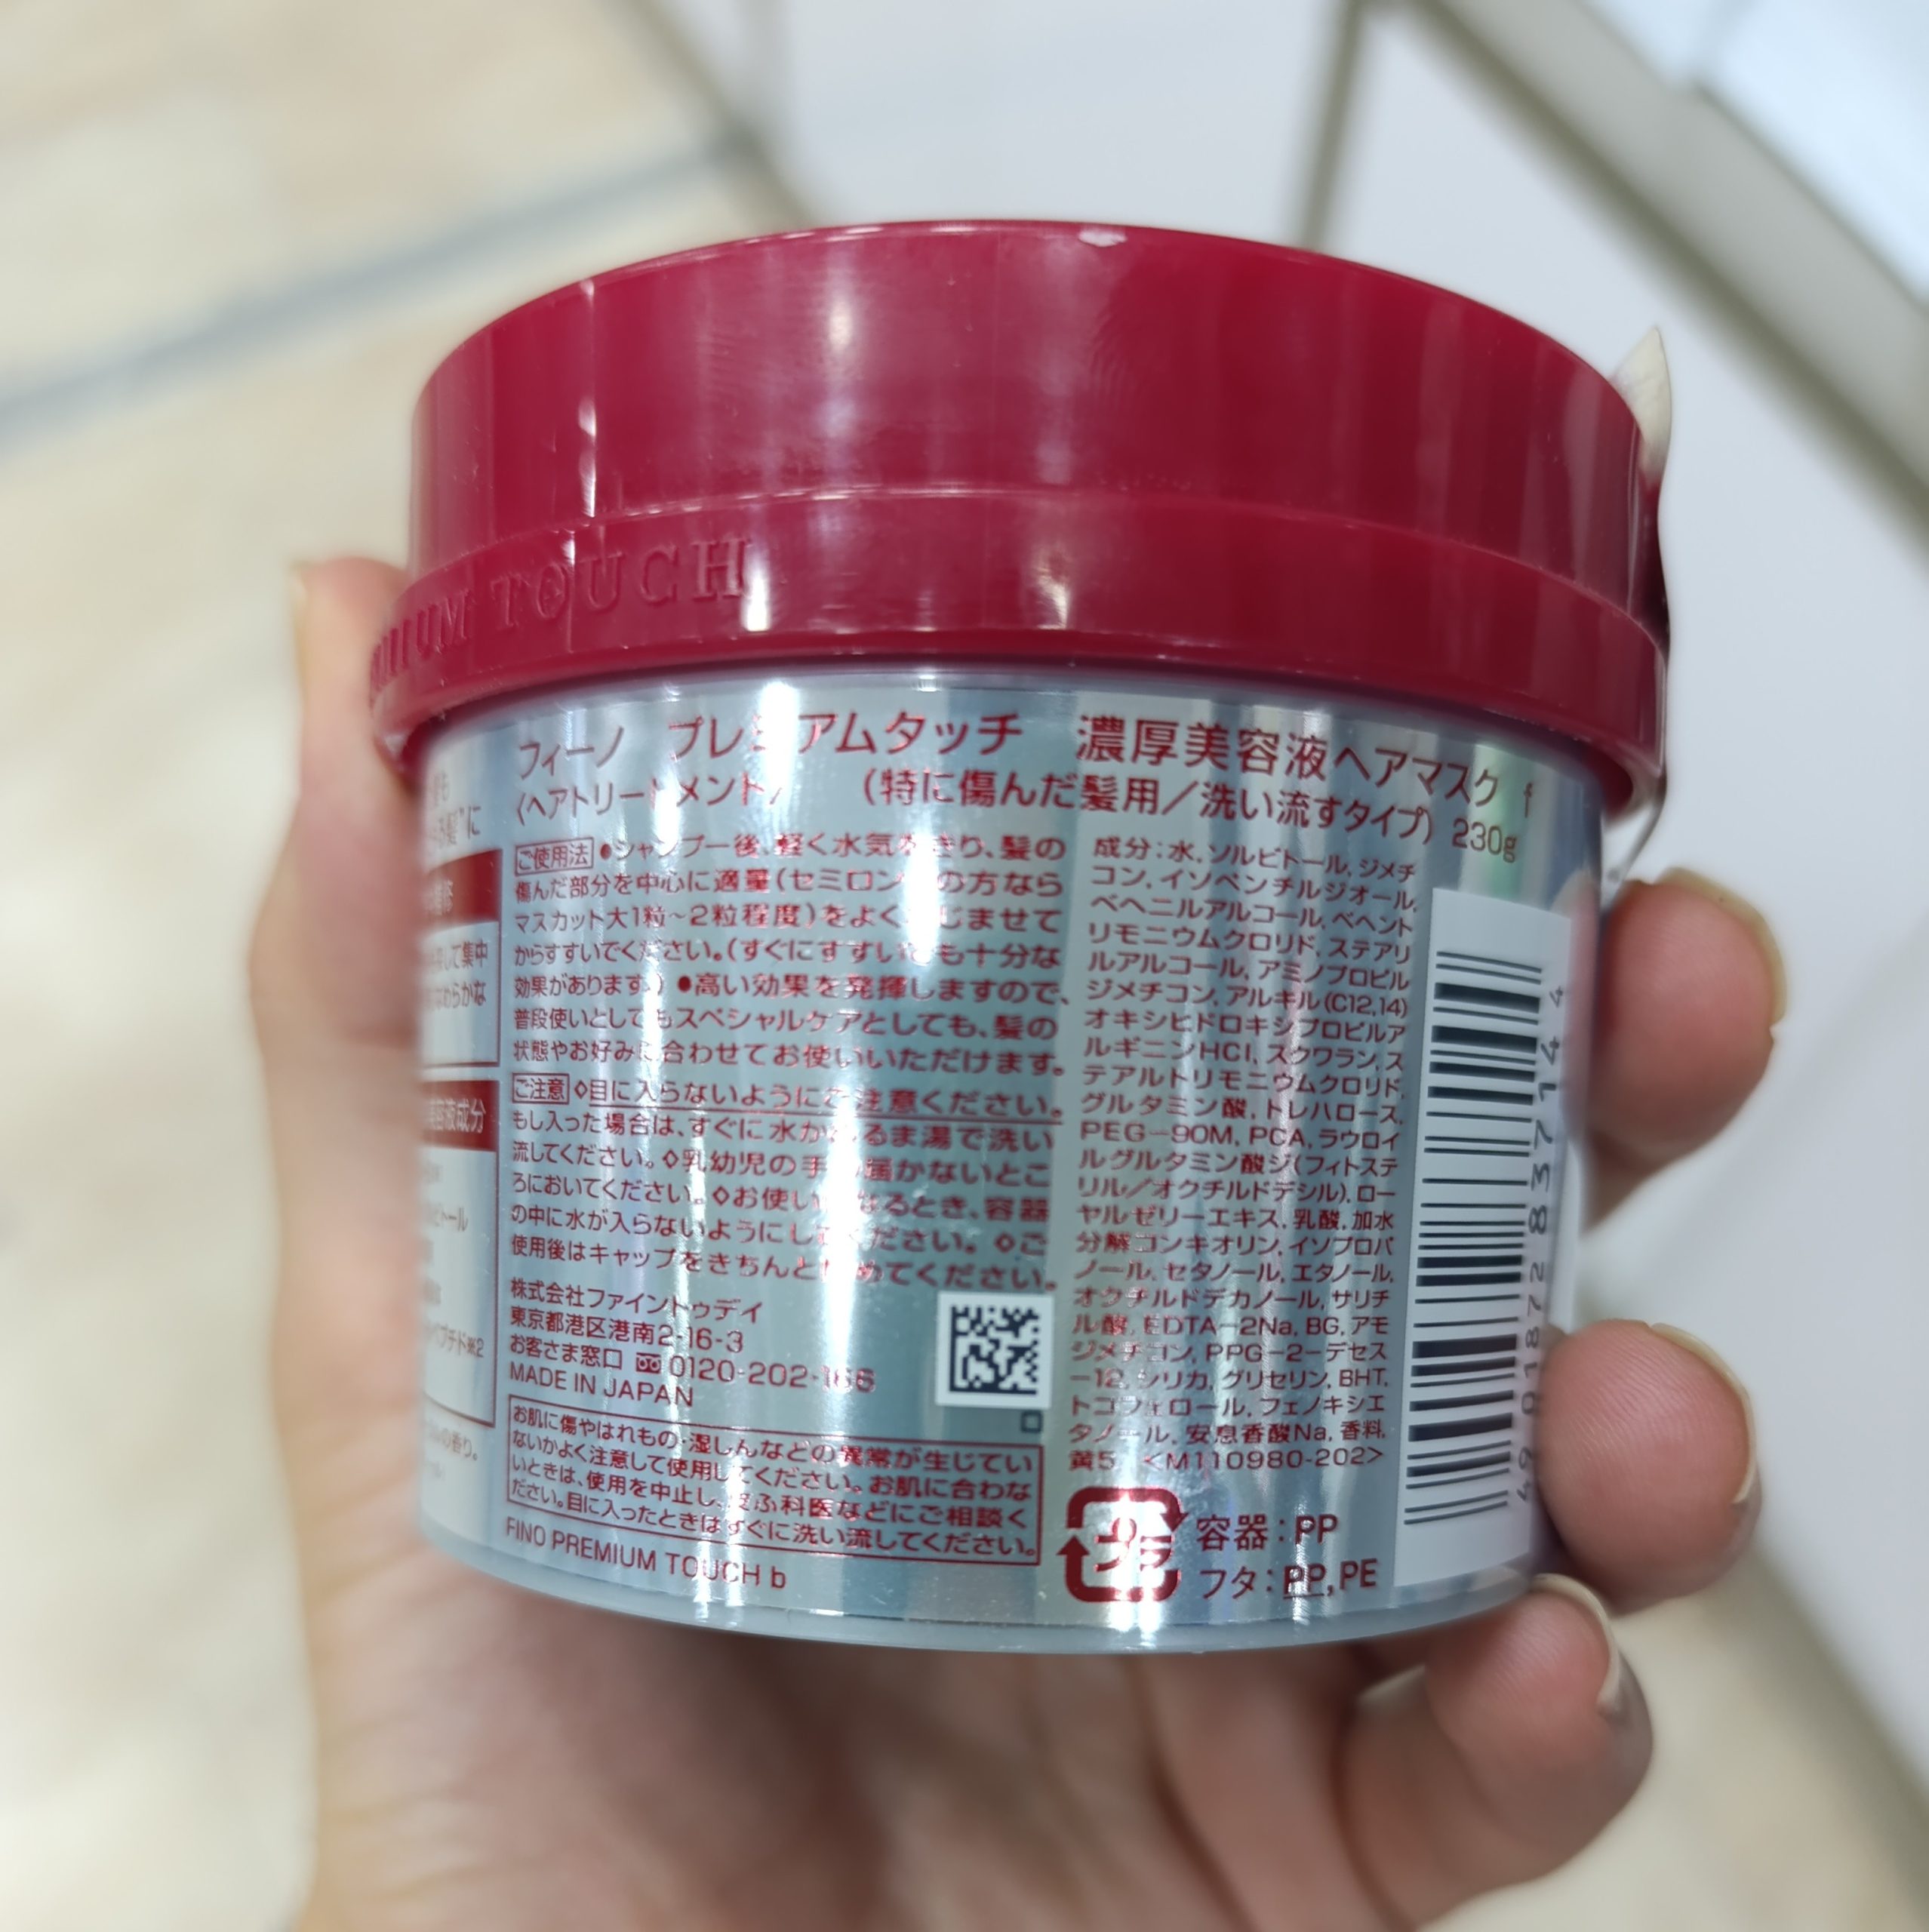 TOUCH
フィーノ プレミアムタッチ 濃厚美容液ヘアマスク f
〈ヘアトリートメント〉 (特に傷んだ髪用/洗い流すタイプ) 230g
ご使用法 ●シャンプー後、軽く水気をきり、髪の
傷んだ部分を中心に適量(セミロングの方なら
マスカット大1粒~2粒程度)をよくなじませて
からすすいでください。(すぐにすすいでも十分な
効果があります。) ●高い効果を発揮しますので、
普段使いとしてもスペシャルケアとしても、髪の
状態やお好みに合わせてお使いいただけます。
ご注意 ◇目に入らないようにご注意ください。
もし入った場合は、すぐに水かぬるま湯で洗い
流してください。◇乳幼児の手の届かないとこ
ろにおいてください。◇お使いになるとき、容器
の中に水が入らないようにしてください。◇ご
使用後はキャップをきちんとしめてください。
株式会社ファイントゥデイ
東京都港区港南2-16-3
お客さま窓口 0120-202-166
MADE IN JAPAN
お肌に傷やはれもの・湿しんなどの異常が生じてい
ないかよく注意して使用してください。お肌に合わな
いときは、使用を中止し、皮ふ科医などにご相談く
ださい。目に入ったときはすぐに洗い流してください。
FINO PREMIUM TOUCH b
成分:水,ソルビトール,ジメチ
コン,イソペンチルジオール,
ベヘニルアルコール,ベヘント
リモニウムクロリド,ステアリ
ルアルコール,アミノプロピル
ジメチコン,アルキル(C12,14)
オキシヒドロキシプロピルア
ルギニンHCl,スクワラン,ス
テアルトリモニウムクロリド,
グルタミン酸,トレハロース,
PEG-90M,PCA,ラウロイ
ルグルタミン酸ジ(フィトステ
リル/オクチルドデシル),ロー
ヤルゼリーエキス,乳酸,加水
分解コンキオリン,イソプロパ
ノール,セタノール,エタノール,
オクチルドデカノール,サリチ
ル酸,EDTA-2Na,BG,アモ
ジメチコン,PPG-2-デセス
-12,シリカ,グリセリン,BHT,
トコフェロール,フェノキシエ
タノール,安息香酸Na,香料,
黄5 <M110980-202>
プラ
容器:PP
フタ:PP,PE